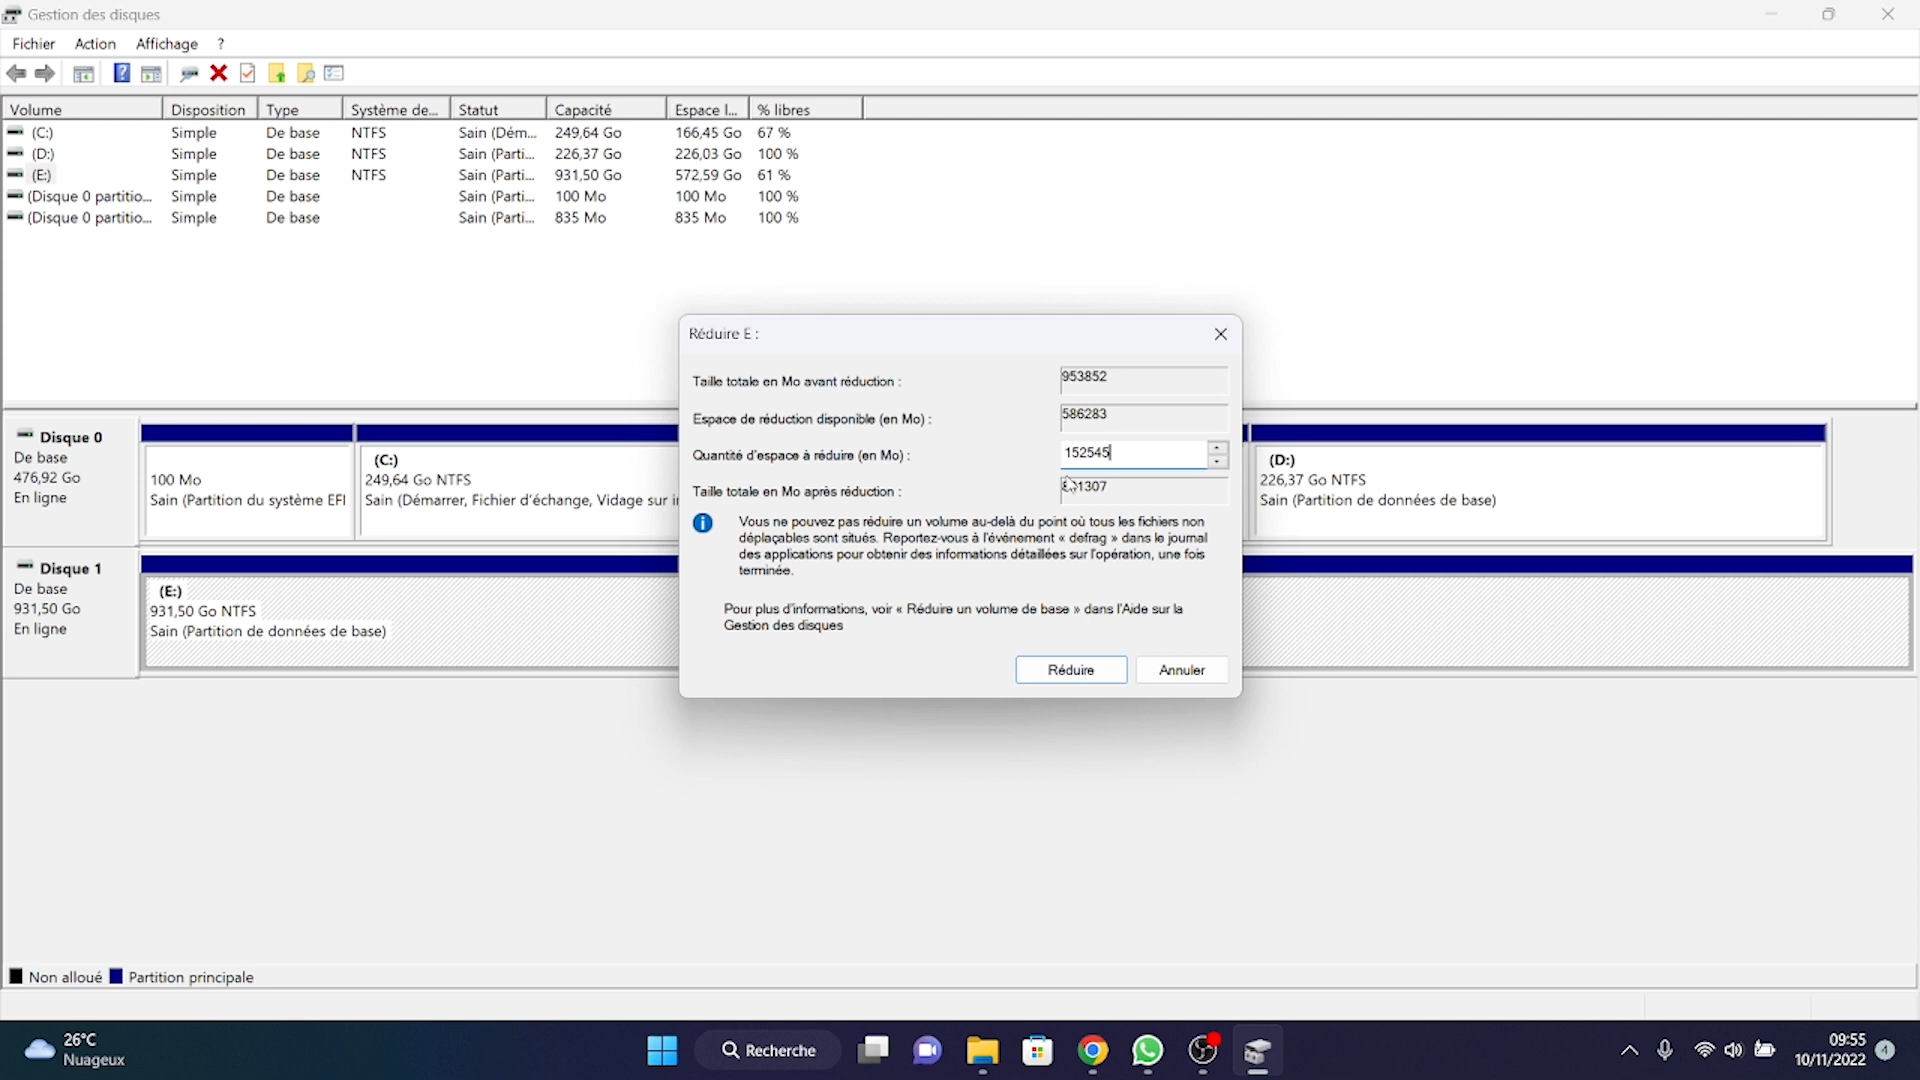 Gestion des disques
Fichier Action Affichage ?
Volume Disposition Type Système de... Statut Capacité Espace l... % libres
(C:) Simple De base NTFS Sain (Dém... 249,64 Go 166,45 Go 67 %
(D:) Simple De base NTFS Sain (Parti... 226,37 Go 226,03 Go 100 %
(E:) Simple De base NTFS Sain (Parti... 931,50 Go 572,59 Go 61 %
(Disque 0 partitio... Simple De base Sain (Parti... 100 Mo 100 Mo 100 %
(Disque 0 partitio... Simple De base Sain (Parti... 835 Mo 835 Mo 100 %
Réduire E :
Taille totale en Mo avant réduction : 953852
Espace de réduction disponible (en Mo) : 586283
Quantité d'espace à réduire (en Mo) : 152545
Taille totale en Mo après réduction :
Vous ne pouvez pas réduire un volume au-delà du point où tous les fichiers non
déplaçables sont situés. Reportez-vous à l'événement « defrag » dans le journal
des applications pour obtenir des informations détaillées sur l'opération, une fois
terminée.
Pour plus d'informations, voir « Réduire un volume de base » dans l'Aide sur la
Gestion des disques
Réduire Annuler
Disque 0
De base
476,92 Go
En ligne
100 Mo
Sain (Partition du système EFI
(C:)
249,64 Go NTFS
Sain (Démarrer, Fichier d'échange, Vidage sur
(D:)
226,37 Go NTFS
Sain (Partition de données de base)
Disque 1
De base
931,50 Go
En ligne
(E:)
931,50 Go NTFS
Sain (Partition de données de base)
Non alloué Partition principale
26°C
Nuageux
Recherche
09:55
10/11/2022
4